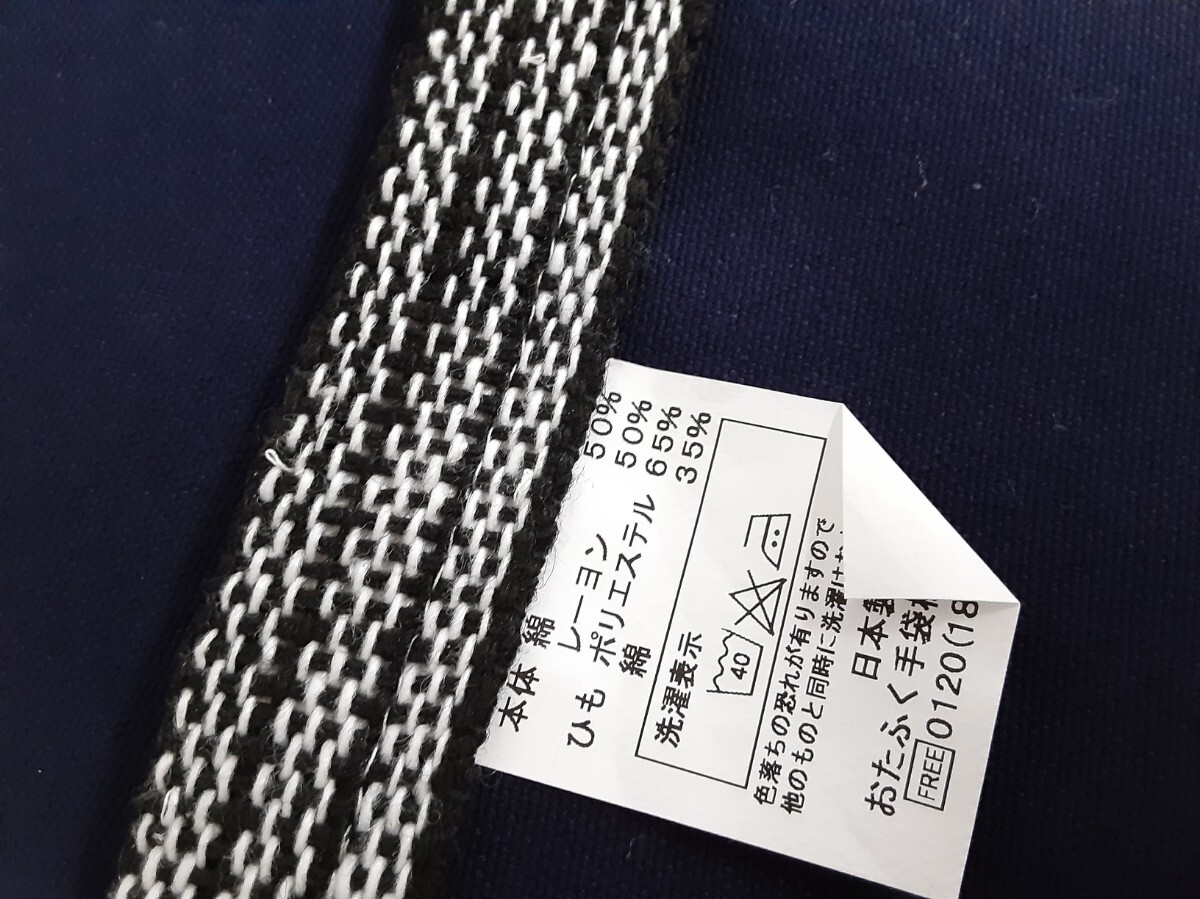 本体 綿 50%
レーヨン 50%
ひも ポリエステル 65%
綿 35%
洗濯表示
40
色落ちの恐れが有りますので
他のものと同時に洗濯は
日本製
おたふく手袋
FREE 0120(18